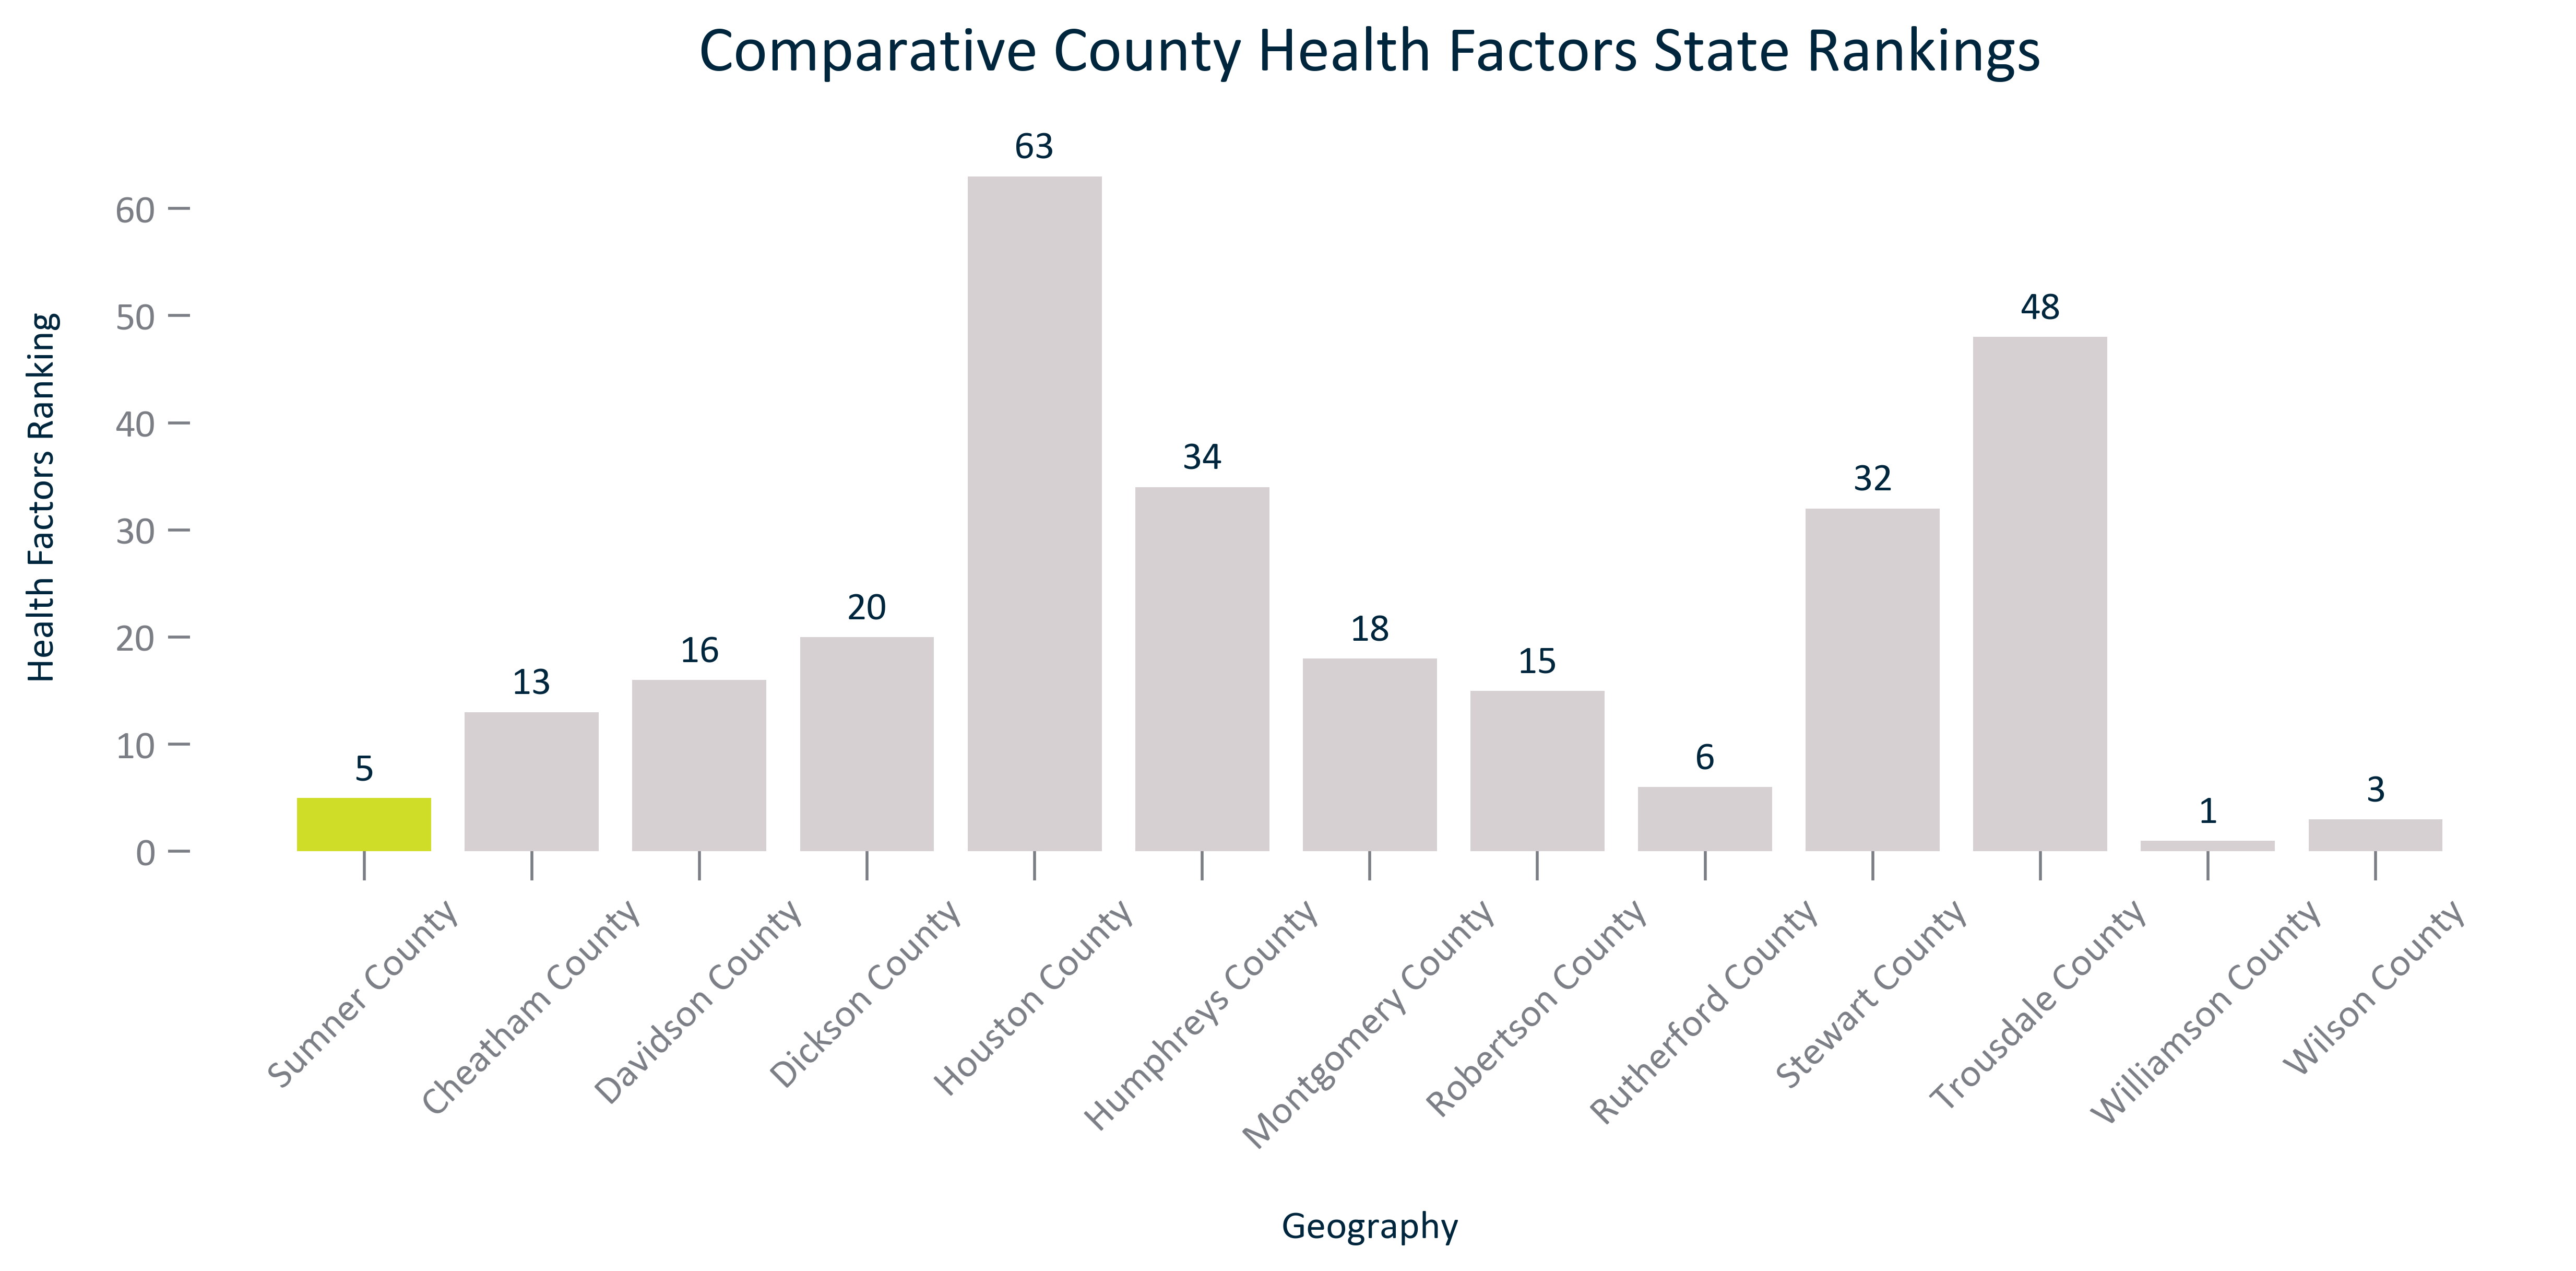 Comparative County Health Factors State Rankings
Health Factors Ranking
60
50
40
30
20
10
0
5
13
16
20
63
34
18
15
6
32
48
1
3
Sumner County
Cheatham County
Davidson County
Dickson County
Houston County
Humphreys County
Montgomery County
Robertson County
Rutherford County
Stewart County
Trousdale County
Williamson County
Wilson County
Geography